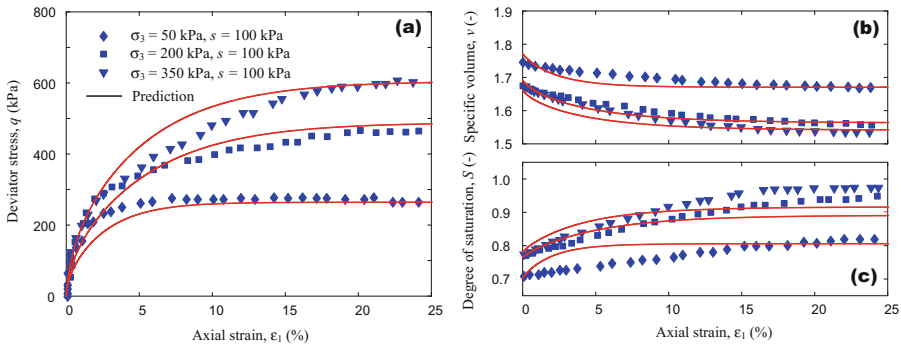 (a)
σ3 = 50 kPa, s = 100 kPa
σ3 = 200 kPa, s = 100 kPa
σ3 = 350 kPa, s = 100 kPa
Prediction
Deviator stress, q (kPa)
800
600
400
200
0
0 5 10 15 20 25
Axial strain, ε1 (%)
(b)
Specific volume, v (-)
1.9
1.8
1.7
1.6
1.5
(c)
Degree of saturation, S (-)
1.0
0.9
0.8
0.7
0 5 10 15 20 25
Axial strain, ε1 (%)